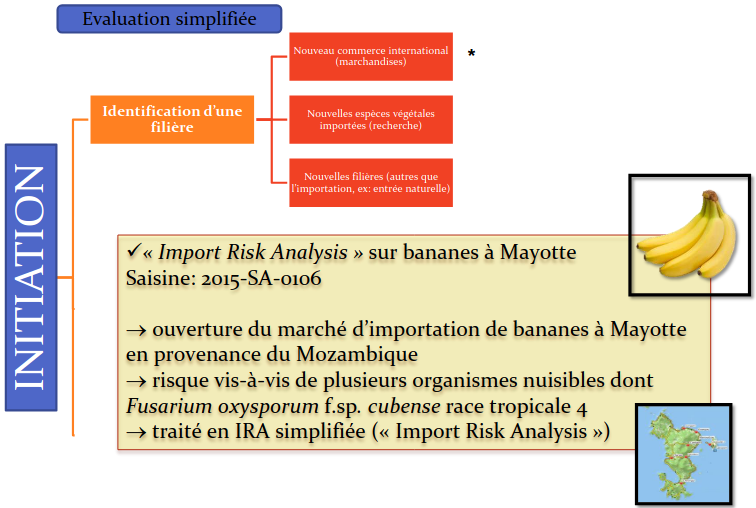 Evaluation simplifiée
Nouveau commerce international
(marchandises)
*
Identification d'une
filière
Nouvelles espèces végétales
importées (recherche)
Nouvelles filières (autres que
l'importation, ex: entrée naturelle)
INITIATION
✓« Import Risk Analysis » sur bananes à Mayotte
Saisine: 2015-SA-0106
→ ouverture du marché d'importation de bananes à Mayotte
en provenance du Mozambique
→ risque vis-à-vis de plusieurs organismes nuisibles dont
Fusarium oxysporum f.sp. cubense race tropicale 4
→ traité en IRA simplifiée (« Import Risk Analysis »)